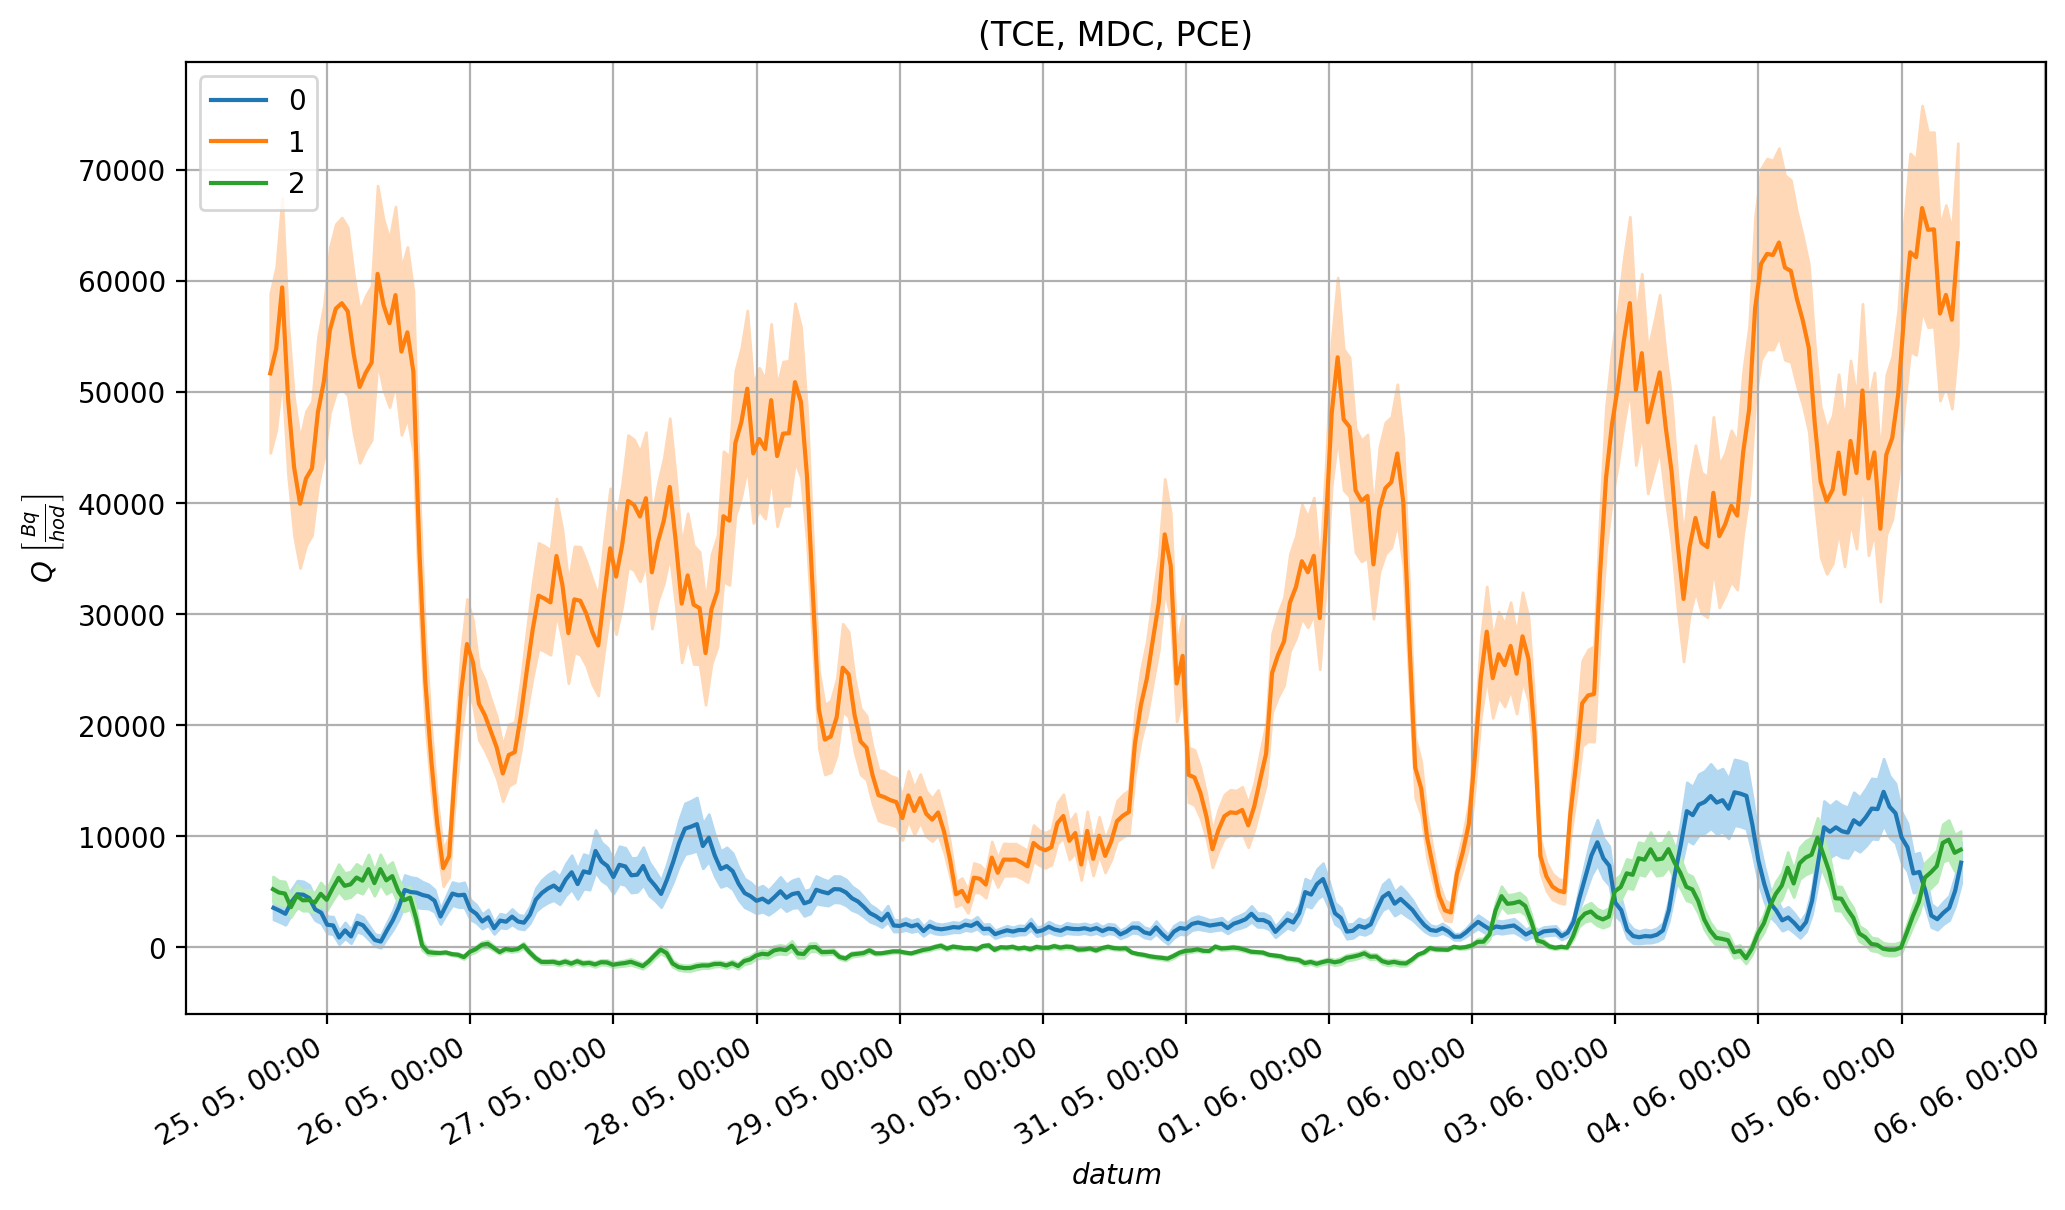 (TCE, MDC, PCE)
0
1
2
70000
60000
50000
40000
30000
20000
10000
0
Q [Bq/hod]
25. 05. 00:00
26. 05. 00:00
27. 05. 00:00
28. 05. 00:00
29. 05. 00:00
30. 05. 00:00
31. 05. 00:00
01. 06. 00:00
02. 06. 00:00
03. 06. 00:00
04. 06. 00:00
05. 06. 00:00
06. 06. 00:00
datum